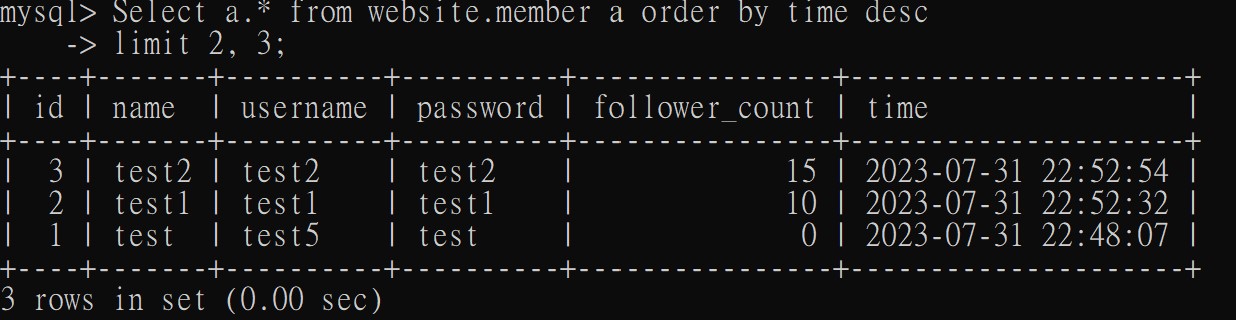 mysql> Select a.* from website.member a order by time desc
    -> limit 2, 3;
+----+-------+----------+----------+----------------+---------------------+
| id | name  | username | password | follower_count | time                |
+----+-------+----------+----------+----------------+---------------------+
|  3 | test2 | test2    | test2    |             15 | 2023-07-31 22:52:54 |
|  2 | test1 | test1    | test1    |             10 | 2023-07-31 22:52:32 |
|  1 | test  | test5    | test     |              0 | 2023-07-31 22:48:07 |
+----+-------+----------+----------+----------------+---------------------+
3 rows in set (0.00 sec)